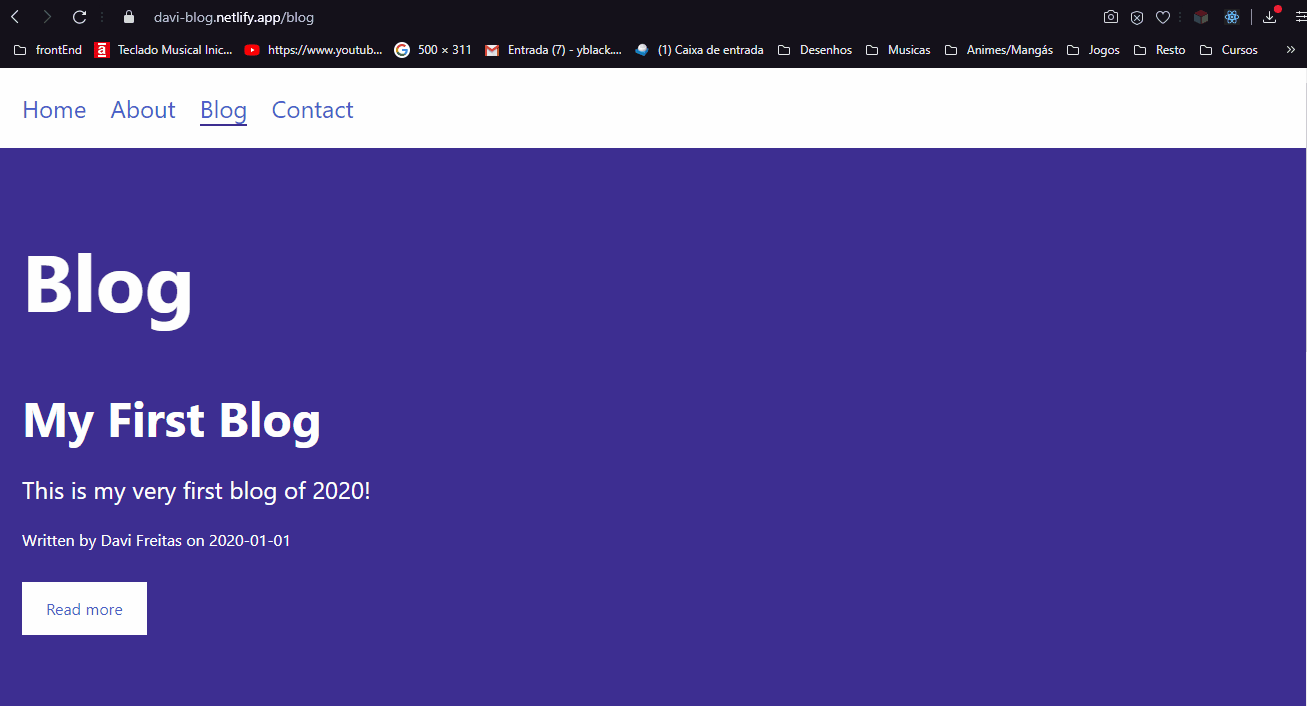 davi-blog.netlify.app/blog
frontEnd a Teclado Musical Inic... https://www.youtub... G 500 × 311 M Entrada (7) - yblack.... (1) Caixa de entrada Desenhos Musicas Animes/Mangás Jogos Resto Cursos »
Home About Blog Contact
Blog
My First Blog
This is my very first blog of 2020!
Written by Davi Freitas on 2020-01-01
Read more